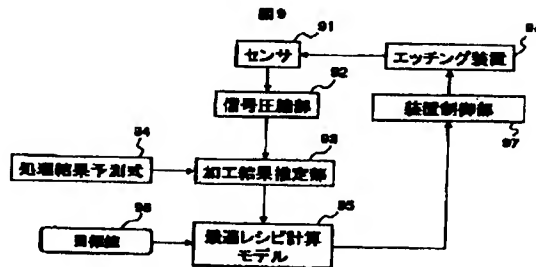 図9
91
センサ
エッチング装置
92
信号圧縮部
装置制御部
97
94
処理結果予測式
93
加工結果推定部
96
目標値
95
最適レシピ計算
モデル